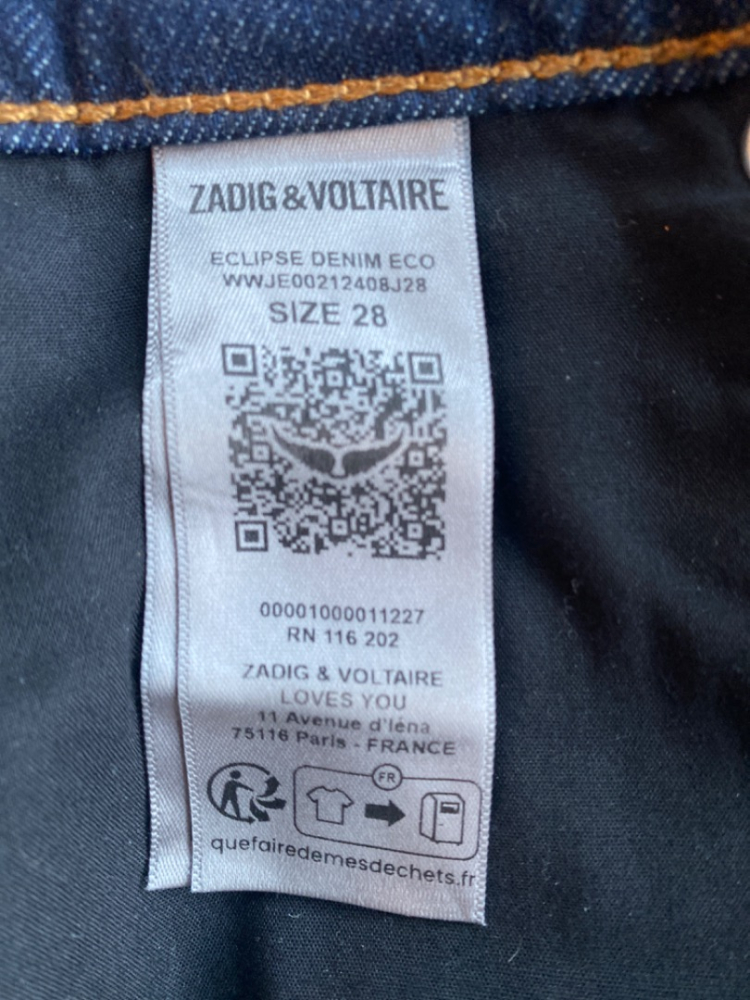 ZADIG&VOLTAIRE
ECLIPSE DENIM ECO
WWJE00212408J28
SIZE 28
00001000011227
RN 116 202
ZADIG & VOLTAIRE
LOVES YOU
11 Avenue d'Iéna
75116 Paris - FRANCE
FR
quefairedemesdechets.fr